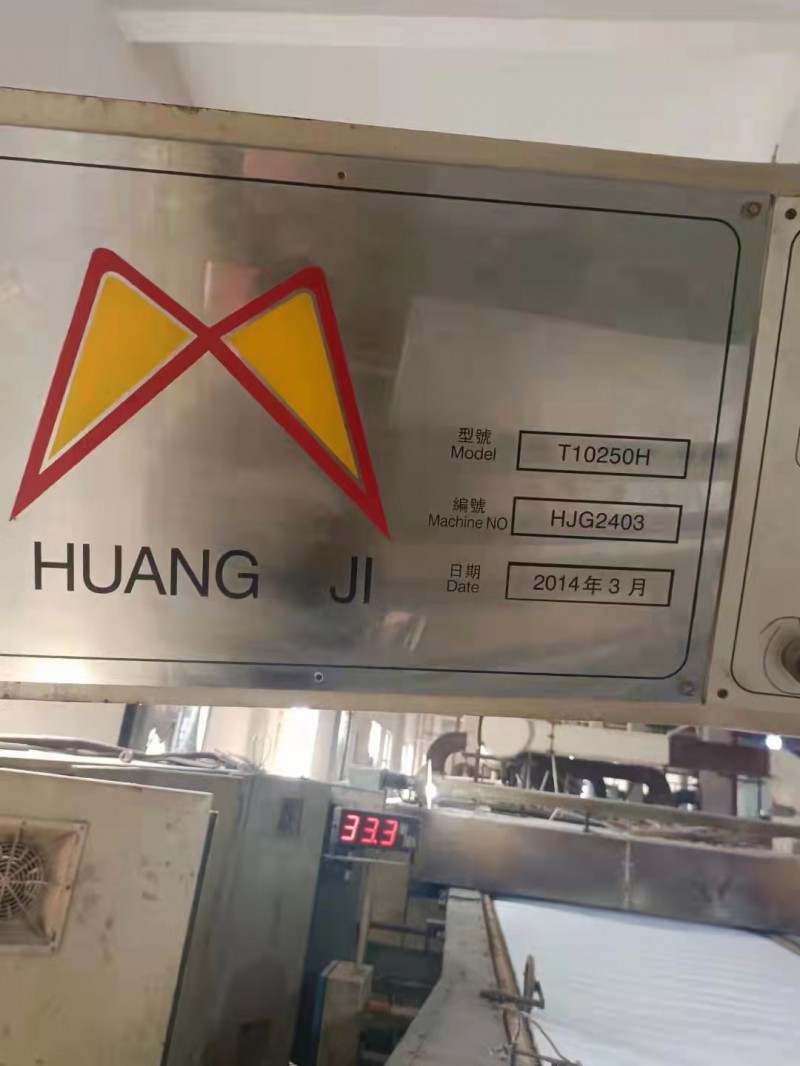 型號
Model
T10250H
編號
Machine NO
HJG2403
日期
Date
2014年3月
HUANG JI
33.3